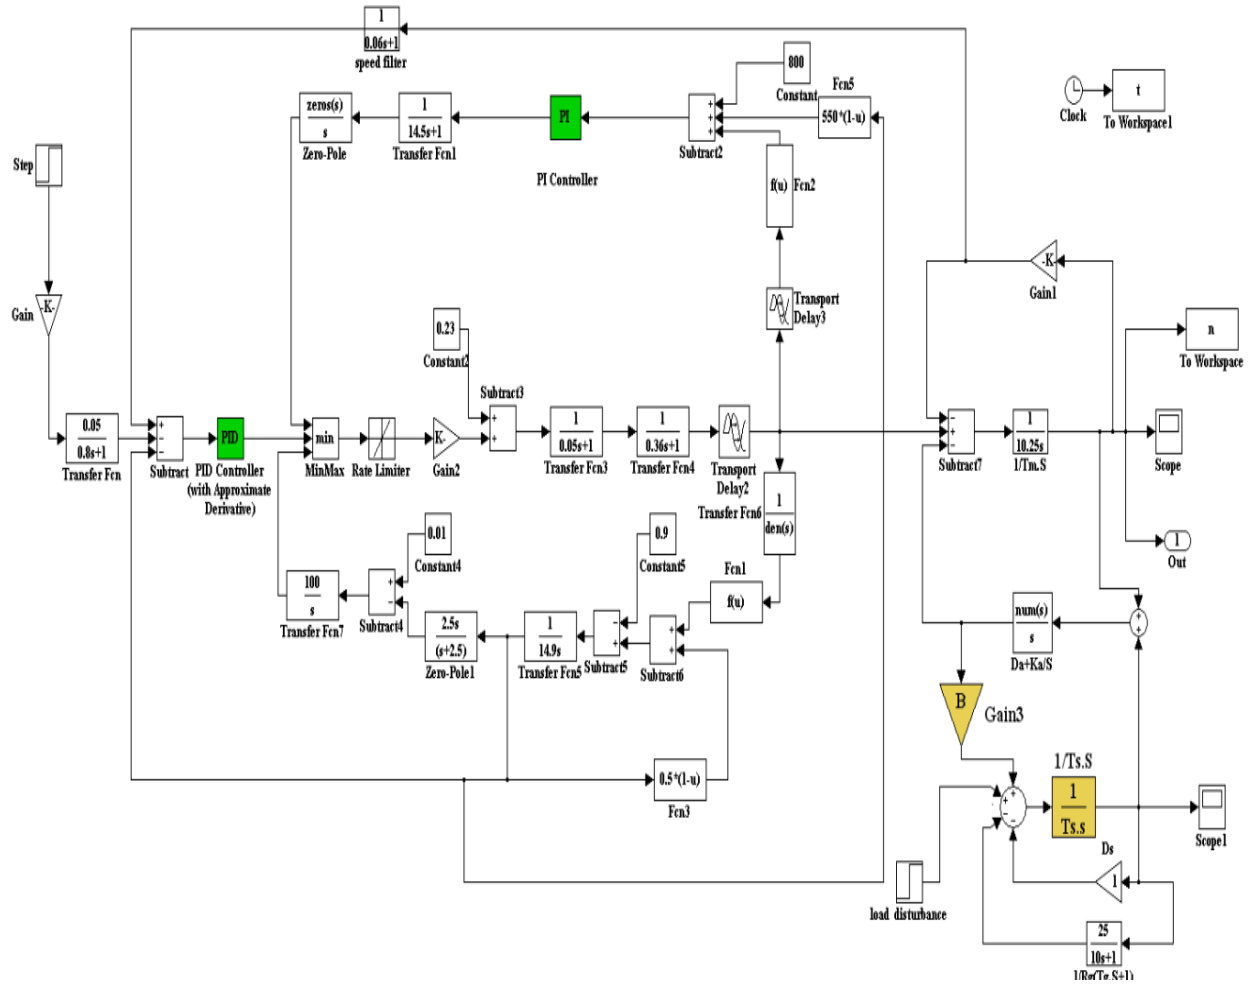 1
0.06s+1
speed filter
800
Constant
Fcn5
550*(1-u)
Clock
t
To Workspace1
zeros(s)
s
Zero-Pole
1
14.5s+1
Transfer Fcn1
PI
PI Controller
+
+
+
Subtract2
Step
f(u)
Fcn2
-K-
Gain1
Gain
-K-
Transport
Delay3
n
To Workspace
0.23
Constant2
Subtract3
0.05
0.8s+1
Transfer Fcn
+
−
−
Subtract
PID
PID Controller
(with Approximate
Derivative)
min
MinMax
Rate Limiter
K-
Gain2
+
+
1
0.05s+1
Transfer Fcn3
1
0.36s+1
Transfer Fcn4
Transport
Delay2
−
+
−
Subtract7
1
10.25s
1/Tm.S
Scope
Transfer Fcn6
1
den(s)
0.01
Constant4
0.9
Constant5
1
Out
Fcn1
f(u)
100
s
Transfer Fcn7
+
−
Subtract4
2.5s
(s+2.5)
Zero-Pole1
1
14.9s
Transfer Fcn5
−
+
Subtract5
+
+
Subtract6
num(s)
s
Da+Ka/S
+
+
B
Gain3
0.5*(1-u)
Fcn3
1/Ts.S
1
Ts.s
+
+
−
−
Scope1
Ds
1
load disturbance
25
10s+1
1/Rg(Tg.S+1)